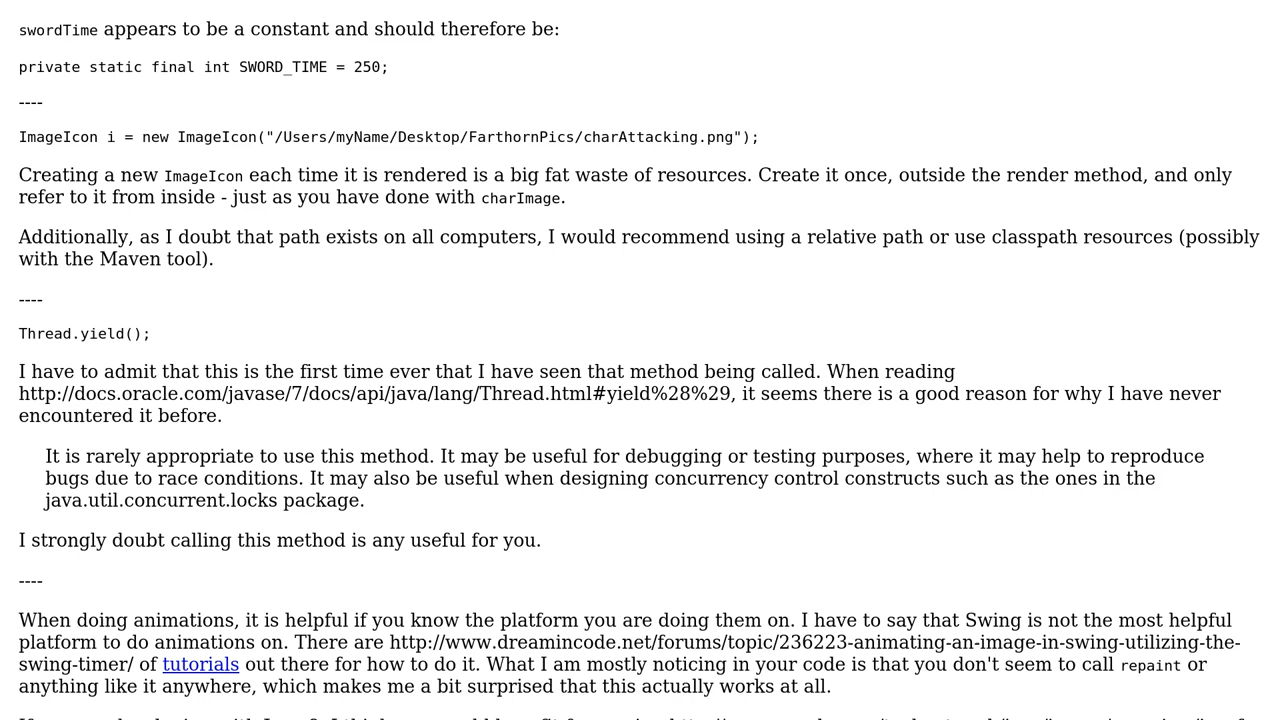 swordTime appears to be a constant and should therefore be:
private static final int SWORD_TIME = 250;
----
ImageIcon i = new ImageIcon("/Users/myName/Desktop/FarthornPics/charAttacking.png");
Creating a new ImageIcon each time it is rendered is a big fat waste of resources. Create it once, outside the render method, and only
refer to it from inside - just as you have done with charImage.
Additionally, as I doubt that path exists on all computers, I would recommend using a relative path or use classpath resources (possibly
with the Maven tool).
----
Thread.yield();
I have to admit that this is the first time ever that I have seen that method being called. When reading
http://docs.oracle.com/javase/7/docs/api/java/lang/Thread.html#yield%28%29, it seems there is a good reason for why I have never
encountered it before.
It is rarely appropriate to use this method. It may be useful for debugging or testing purposes, where it may help to reproduce
bugs due to race conditions. It may also be useful when designing concurrency control constructs such as the ones in the
java.util.concurrent.locks package.
I strongly doubt calling this method is any useful for you.
----
When doing animations, it is helpful if you know the platform you are doing them on. I have to say that Swing is not the most helpful
platform to do animations on. There are http://www.dreamincode.net/forums/topic/236223-animating-an-image-in-swing-utilizing-the-
swing-timer/ of tutorials out there for how to do it. What I am mostly noticing in your code is that you don't seem to call repaint or
anything like it anywhere, which makes me a bit surprised that this actually works at all.